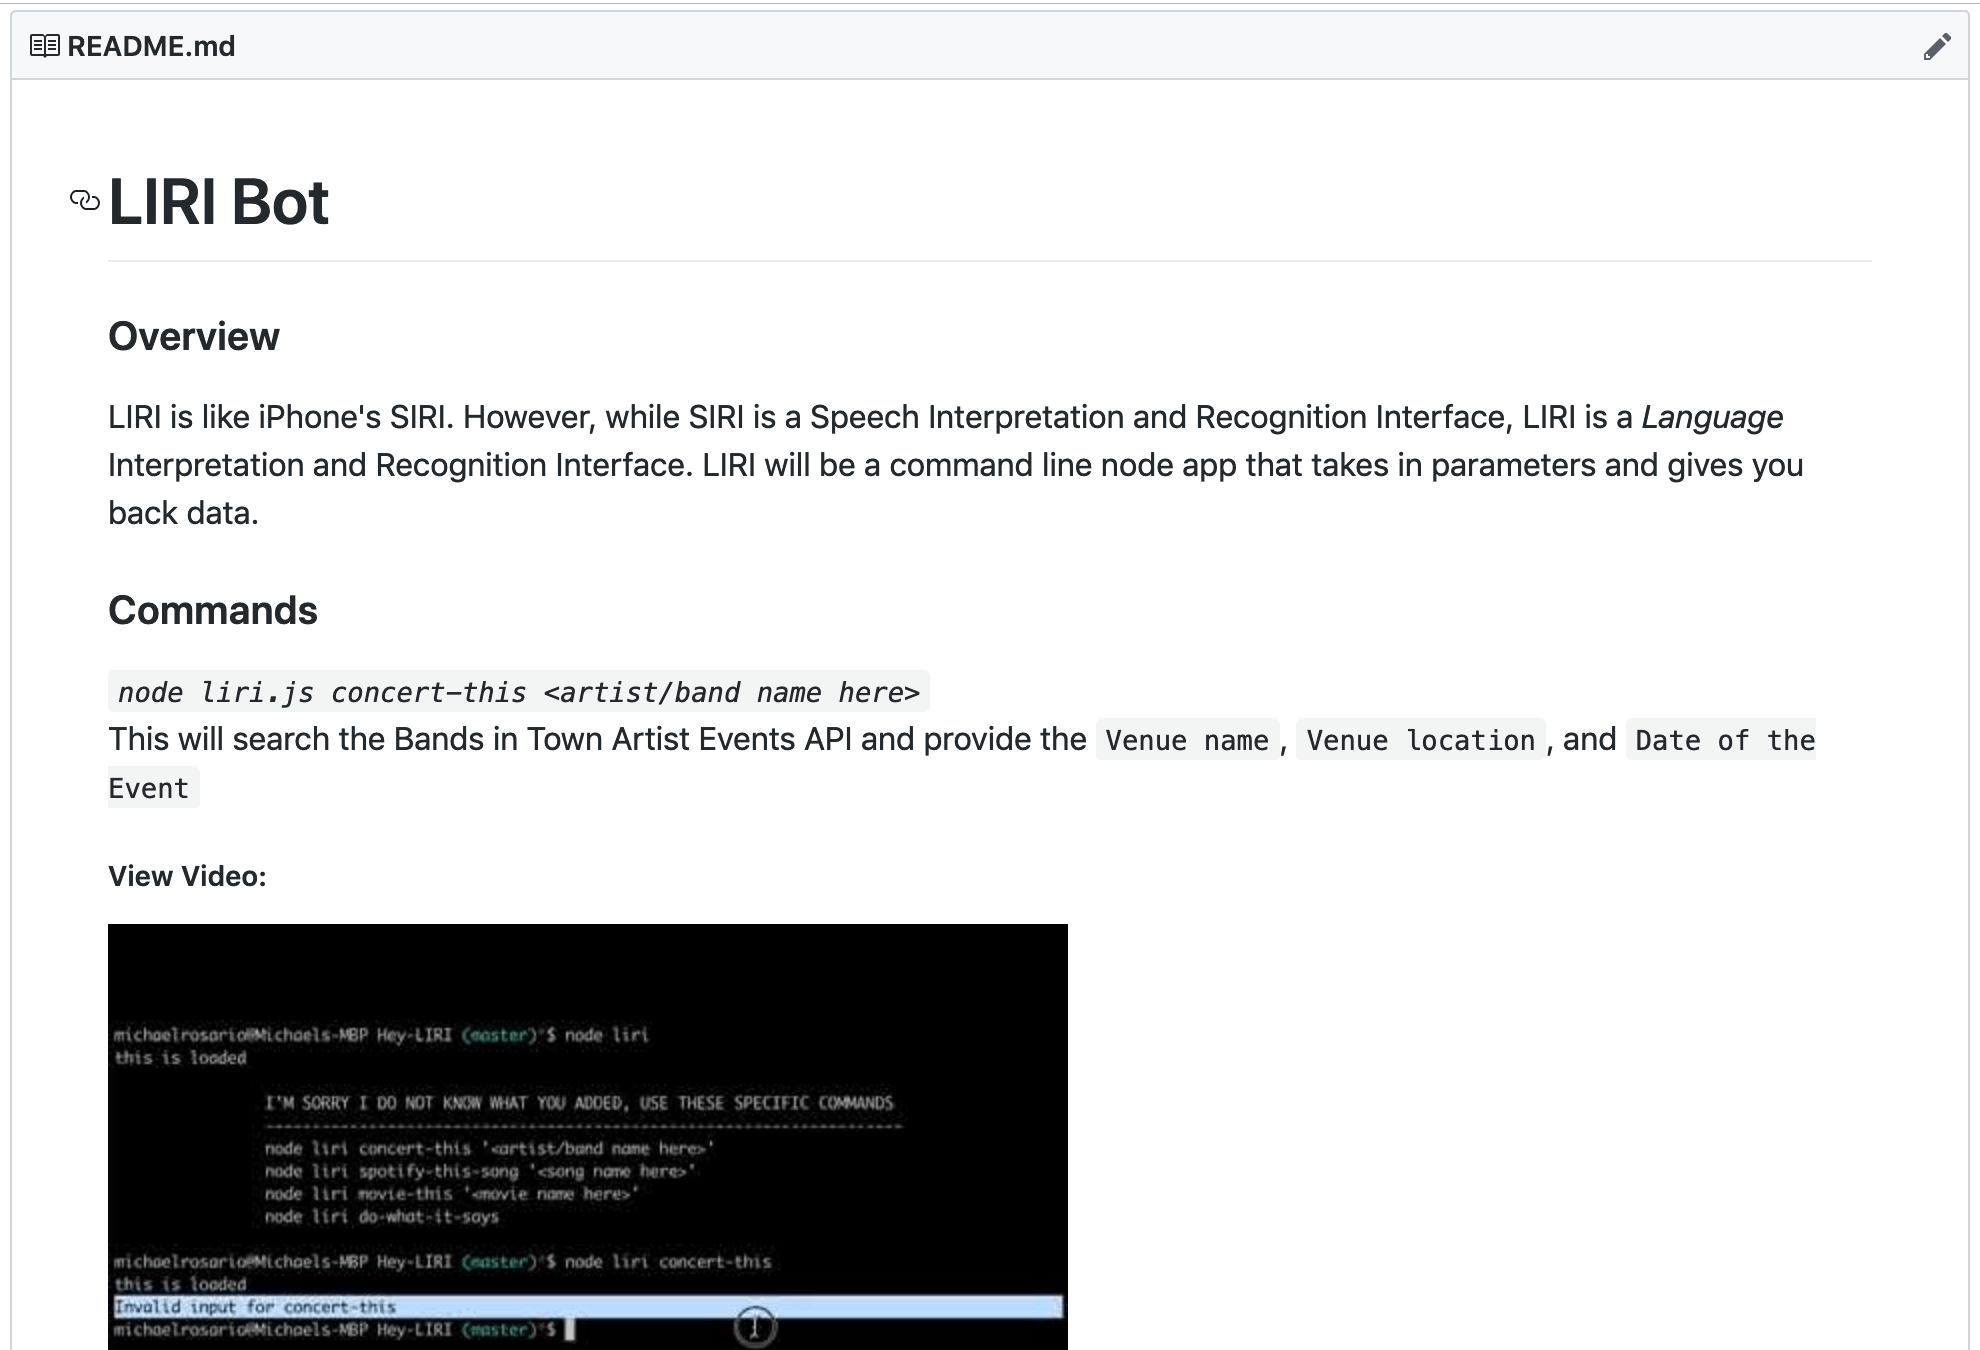 README.md
LIRI Bot
Overview
LIRI is like iPhone's SIRI. However, while SIRI is a Speech Interpretation and Recognition Interface, LIRI is a Language
Interpretation and Recognition Interface. LIRI will be a command line node app that takes in parameters and gives you
back data.
Commands
node liri.js concert-this <artist/band name here>
This will search the Bands in Town Artist Events API and provide the Venue name, Venue location, and Date of the
Event
View Video:
michaelrosario@Michaels-MBP Hey-LIRI (master)*$ node liri
this is loaded
I'M SORRY I DO NOT KNOW WHAT YOU ADDED, USE THESE SPECIFIC COMMANDS
--------------------------------------------------------------------
node liri concert-this '<artist/band name here>'
node liri spotify-this-song '<song name here>'
node liri movie-this '<movie name here>'
node liri do-what-it-says
michaelrosario@Michaels-MBP Hey-LIRI (master)*$ node liri concert-this
this is loaded
Invalid input for concert-this
michaelrosario@Michaels-MBP Hey-LIRI (master)*$